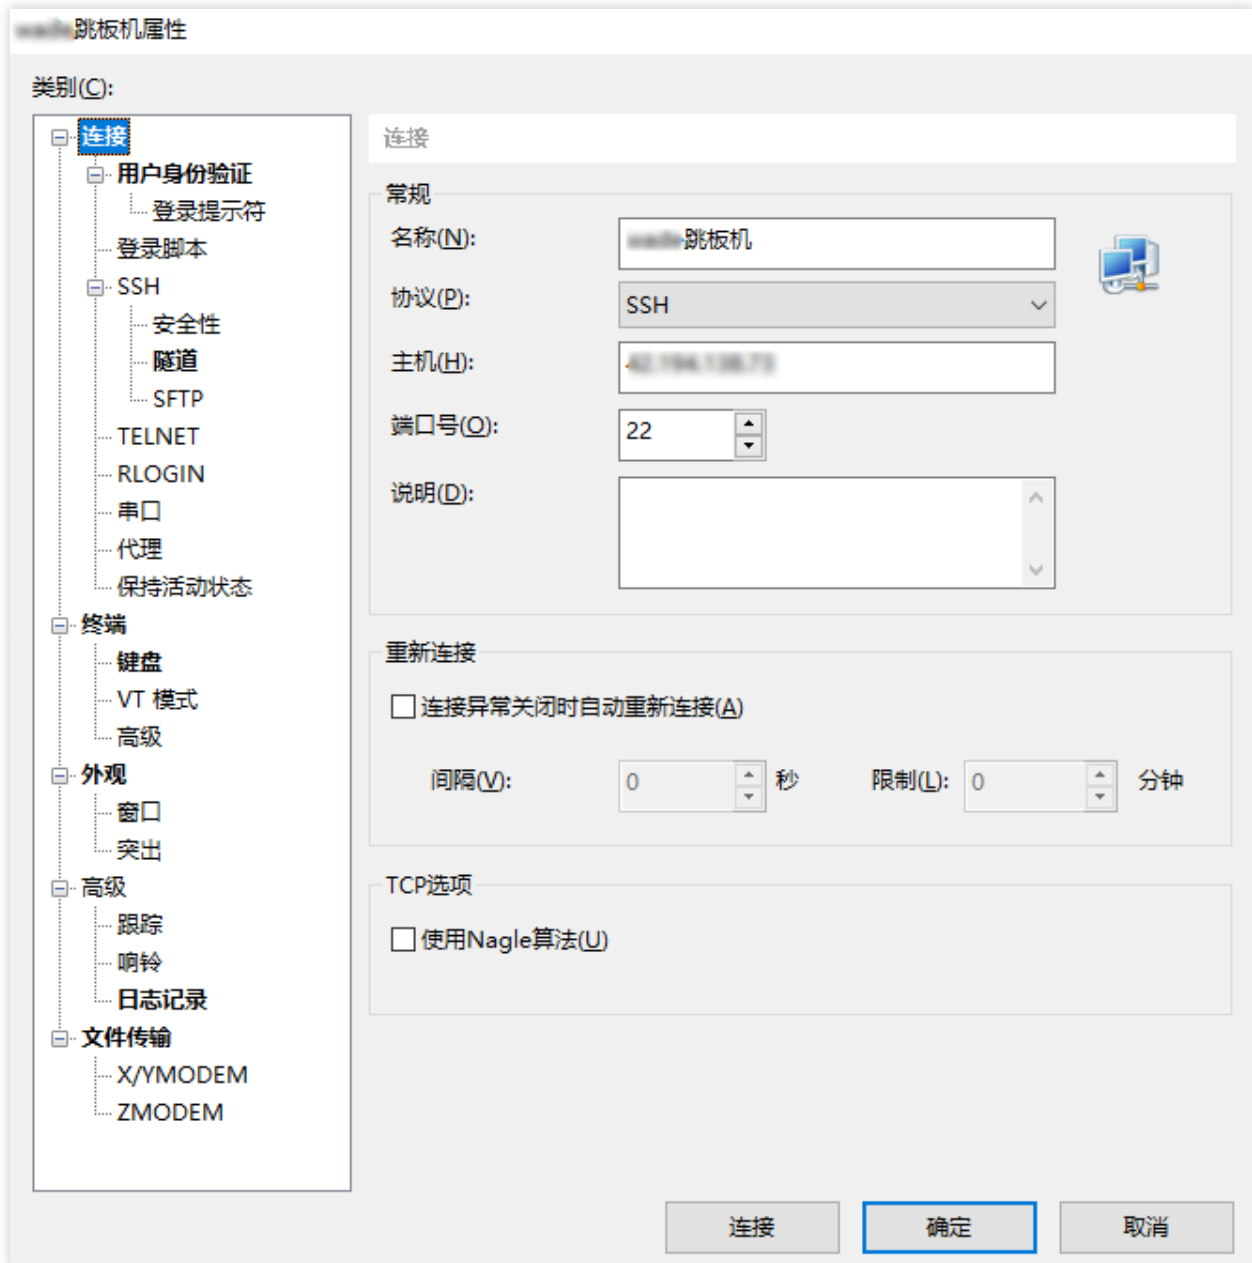 跳板机属性
类别(C):
连接
用户身份验证
登录提示符
登录脚本
SSH
安全性
隧道
SFTP
TELNET
RLOGIN
串口
代理
保持活动状态
终端
键盘
VT 模式
高级
外观
窗口
突出
高级
跟踪
响铃
日志记录
文件传输
X/YMODEM
ZMODEM
连接
常规
名称(N): 跳板机
协议(P): SSH
主机(H):
端口号(O): 22
说明(D):
重新连接
连接异常关闭时自动重新连接(A)
间隔(V): 0 秒 限制(L): 0 分钟
TCP选项
使用Nagle算法(U)
连接 确定 取消